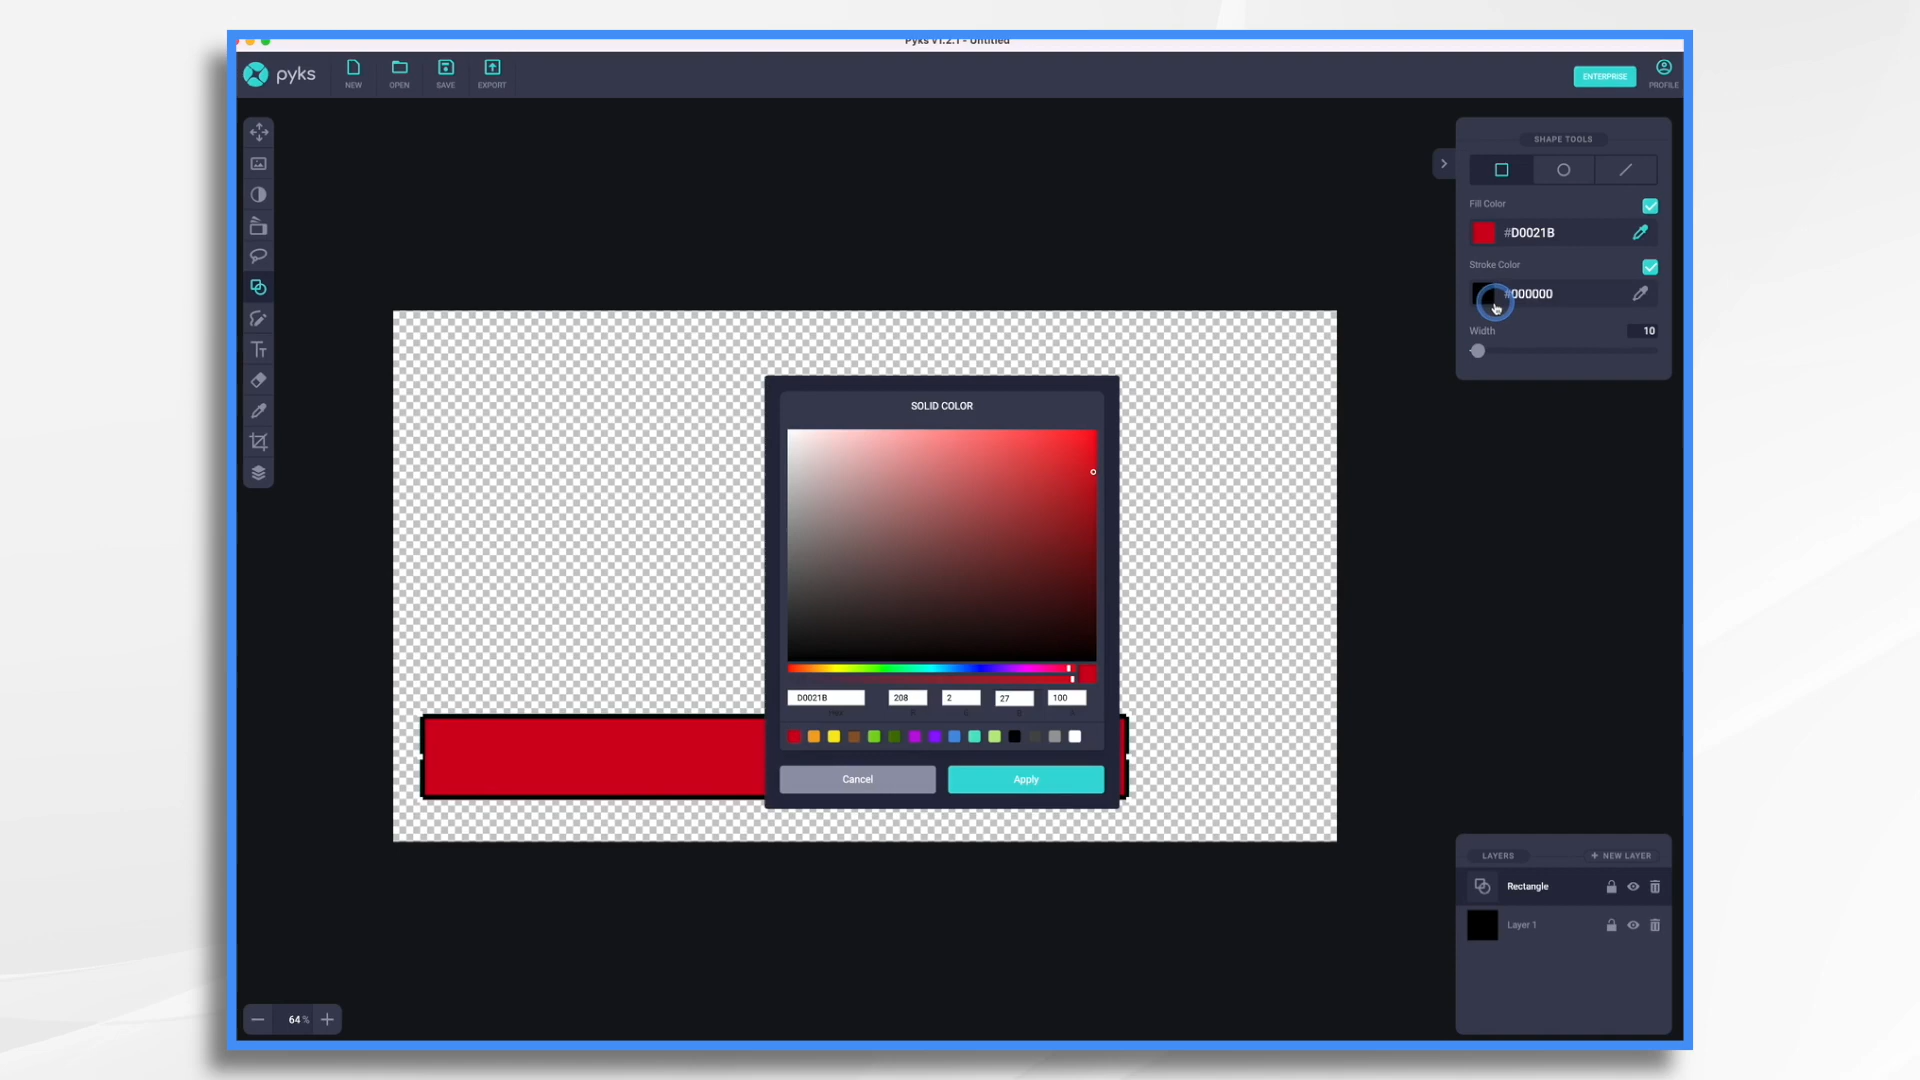 Pyks v1.2.1 - Untitled
pyks
NEW
OPEN
SAVE
EXPORT
ENTERPRISE
PROFILE
SHAPE TOOLS
Fill Color
#D0021B
Stroke Color
#000000
Width
10
SOLID COLOR
D0021B
208
2
27
100
Cancel
Apply
LAYERS
+ NEW LAYER
Rectangle
Layer 1
64 %